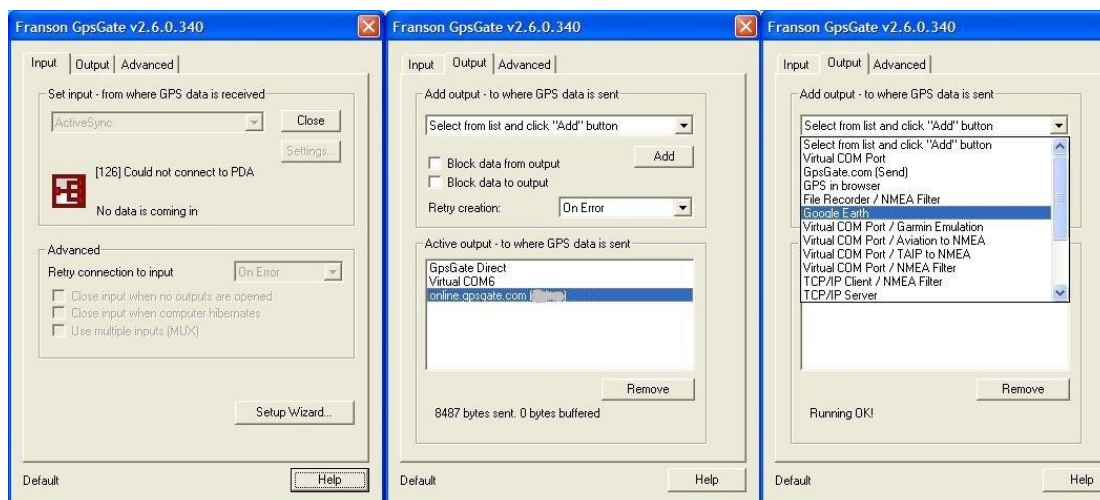 Franson GpsGate v2.6.0.340
Input Output Advanced
Set input - from where GPS data is received
ActiveSync Close
Settings...
[126] Could not connect to PDA
No data is coming in
Advanced
Retry connection to input On Error
Close input when no outputs are opened
Close input when computer hibernates
Use multiple inputs (MUX)
Setup Wizard...
Default Help
Franson GpsGate v2.6.0.340
Input Output Advanced
Add output - to where GPS data is sent
Select from list and click "Add" button
Block data from output Add
Block data to output
Retry creation: On Error
Active output - to where GPS data is sent
GpsGate Direct
Virtual COM6
online.gpsgate.com
Remove
8487 bytes sent. 0 bytes buffered
Default Help
Franson GpsGate v2.6.0.340
Input Output Advanced
Add output - to where GPS data is sent
Select from list and click "Add" button
Select from list and click "Add" button
Virtual COM Port
GpsGate.com (Send)
GPS in browser
File Recorder / NMEA Filter
Google Earth
Virtual COM Port / Garmin Emulation
Virtual COM Port / Aviation to NMEA
Virtual COM Port / TAIP to NMEA
Virtual COM Port / NMEA Filter
TCP/IP Client / NMEA Filter
TCP/IP Server
Remove
Running OK!
Default Help